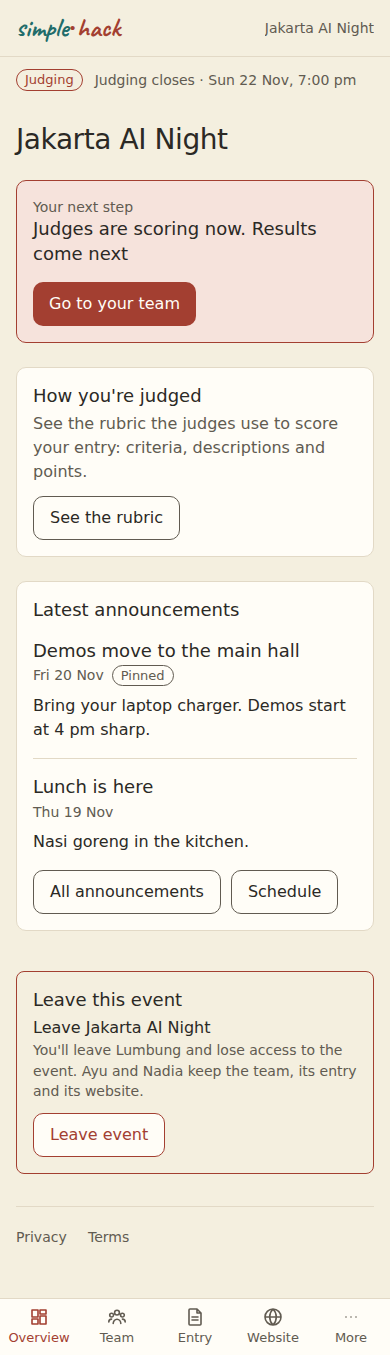 simple·hack
Jakarta AI Night
Judging
Judging closes · Sun 22 Nov, 7:00 pm
Jakarta AI Night
Your next step
Judges are scoring now. Results
come next
Go to your team
How you're judged
See the rubric the judges use to score
your entry: criteria, descriptions and
points.
See the rubric
Latest announcements
Demos move to the main hall
Fri 20 Nov Pinned
Bring your laptop charger. Demos start
at 4 pm sharp.
Lunch is here
Thu 19 Nov
Nasi goreng in the kitchen.
All announcements
Schedule
Leave this event
Leave Jakarta AI Night
You'll leave Lumbung and lose access to the
event. Ayu and Nadia keep the team, its entry
and its website.
Leave event
Privacy
Terms
Overview
Team
Entry
Website
More